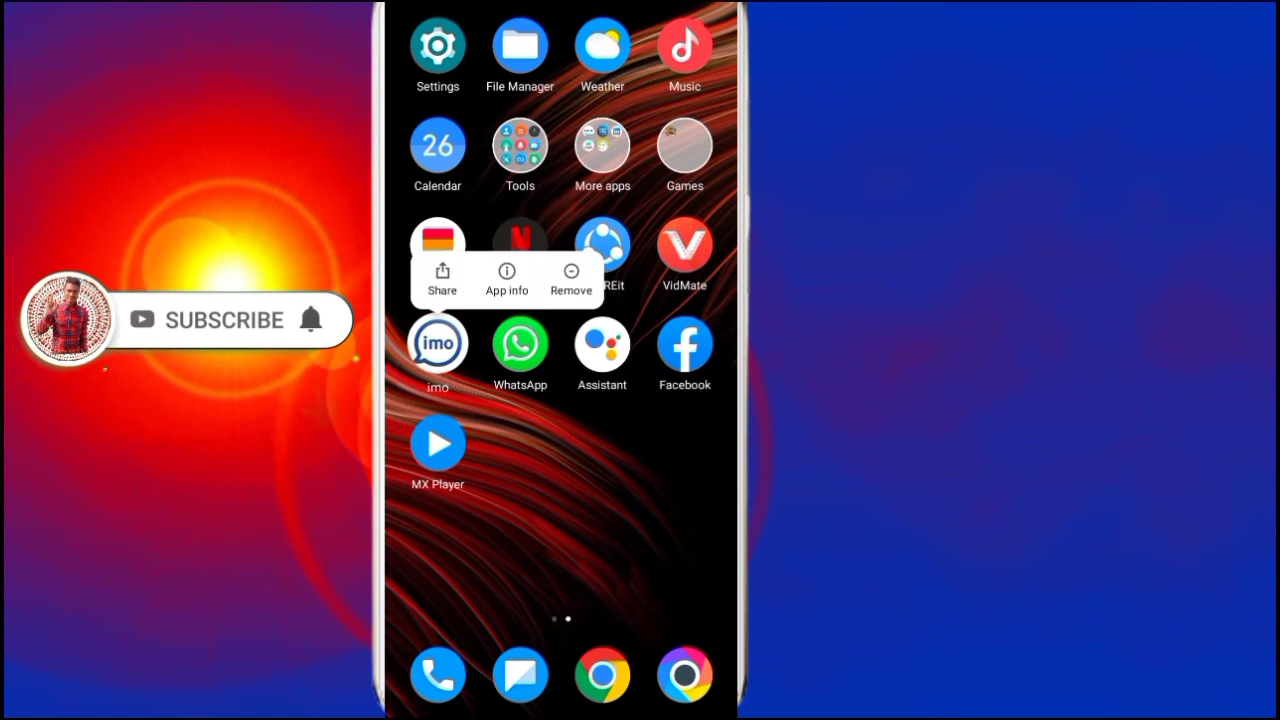 Settings File Manager Weather Music
26
Calendar Tools More apps Games
N
Share App info Remove
REit VidMate
SUBSCRIBE
imo
imo WhatsApp Assistant Facebook
MX Player